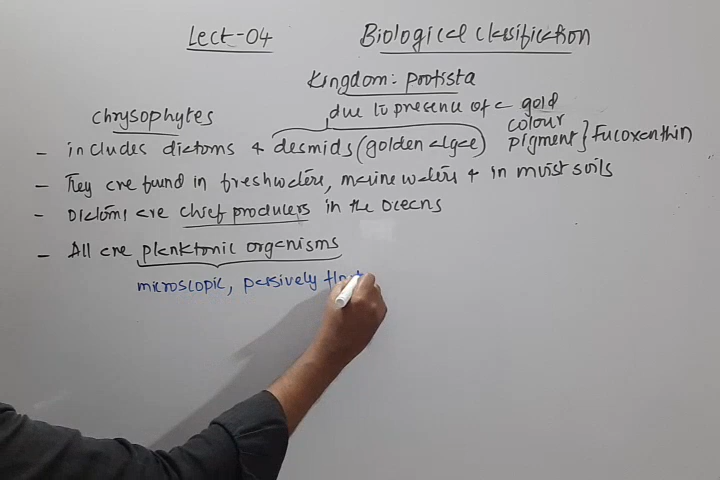 Lect-04 Biological classification
Kingdom: protista
chrysophytes due to presence of a gold
colour
- includes diatoms & desmids (golden algae) pigment } Fucoxanthin
- They are found in freshwaters, marine waters & in moist soils
- Diatoms are chief producers in the oceans
- All are planktonic organisms
microscopic, passively